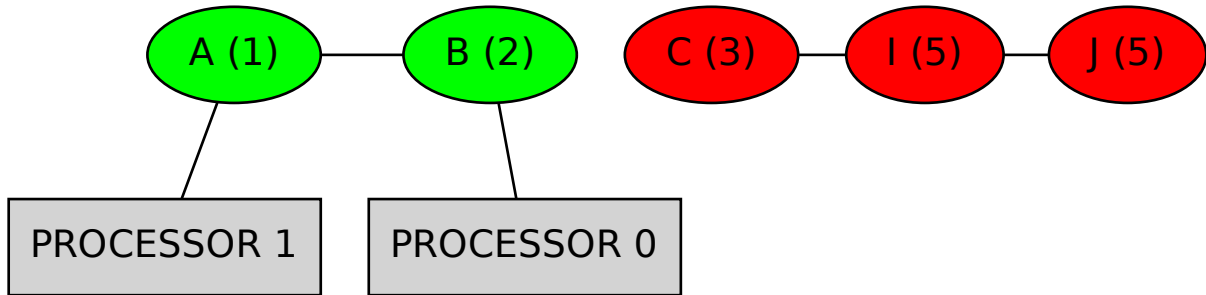 A (1)
B (2)
C (3)
I (5)
J (5)
PROCESSOR 1
PROCESSOR 0